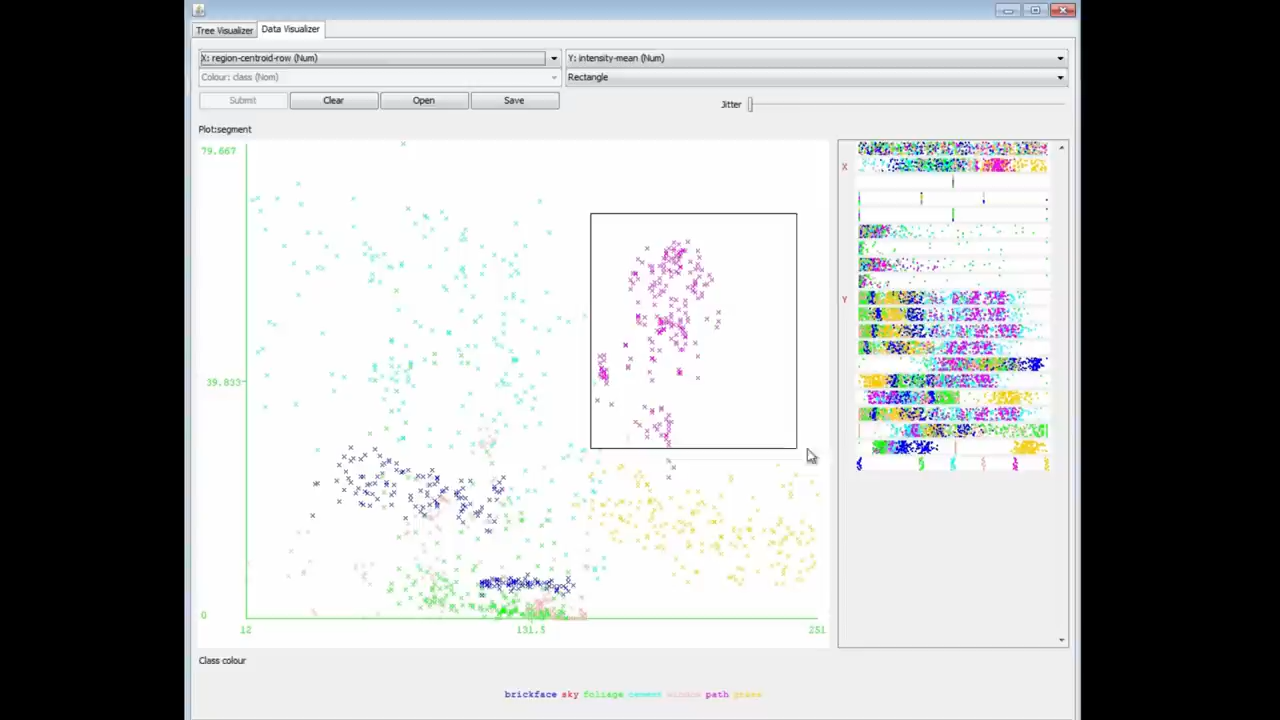 Tree Visualizer Data Visualizer
X: region-centroid-row (Num) Y: intensity-mean (Num)
Colour: class (Nom) Rectangle
Submit Clear Open Save Jitter
Plot:segment
79.667
X
Y
39.833
0
12 131.5 251
Class colour
brickface sky foliage cement window path grass